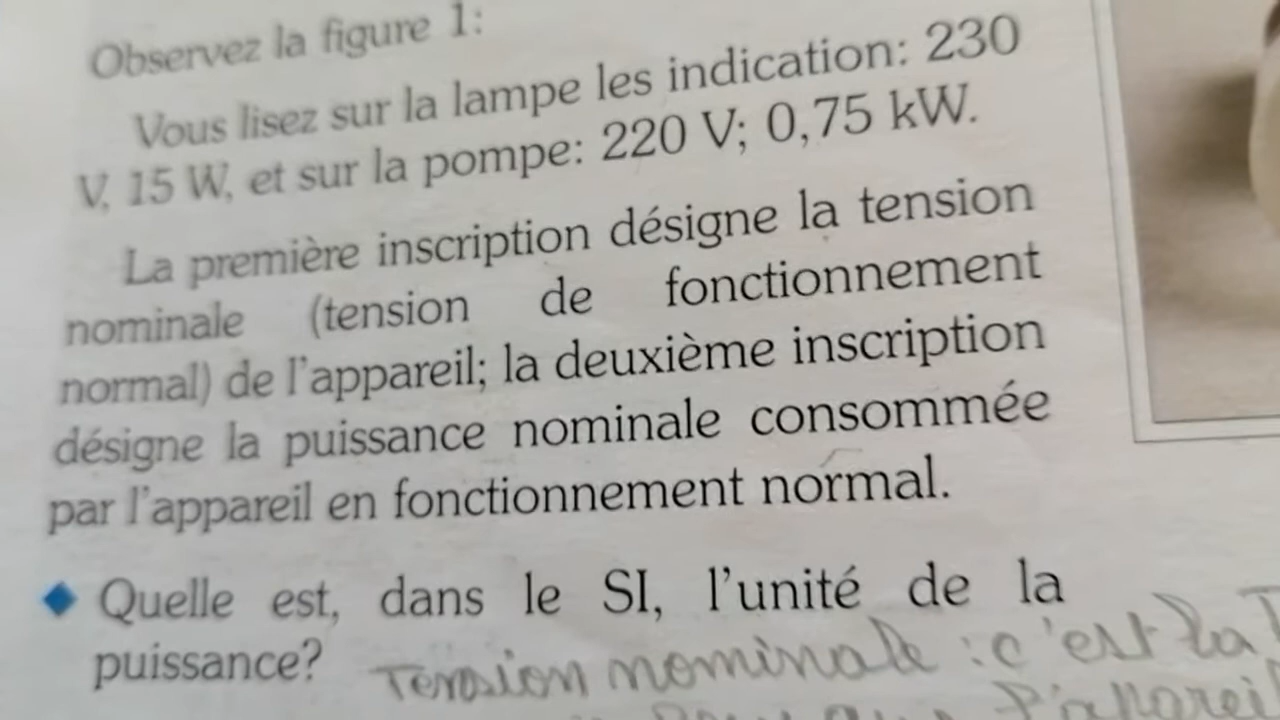 Observez la figure 1:
Vous lisez sur la lampe les indication: 230
V, 15 W, et sur la pompe: 220 V; 0,75 kW.
La première inscription désigne la tension
nominale (tension de fonctionnement
normal) de l'appareil; la deuxième inscription
désigne la puissance nominale consommée
par l'appareil en fonctionnement normal.
Quelle est, dans le SI, l'unité de la
puissance?
Tension nominale : c'est la
l'appareil